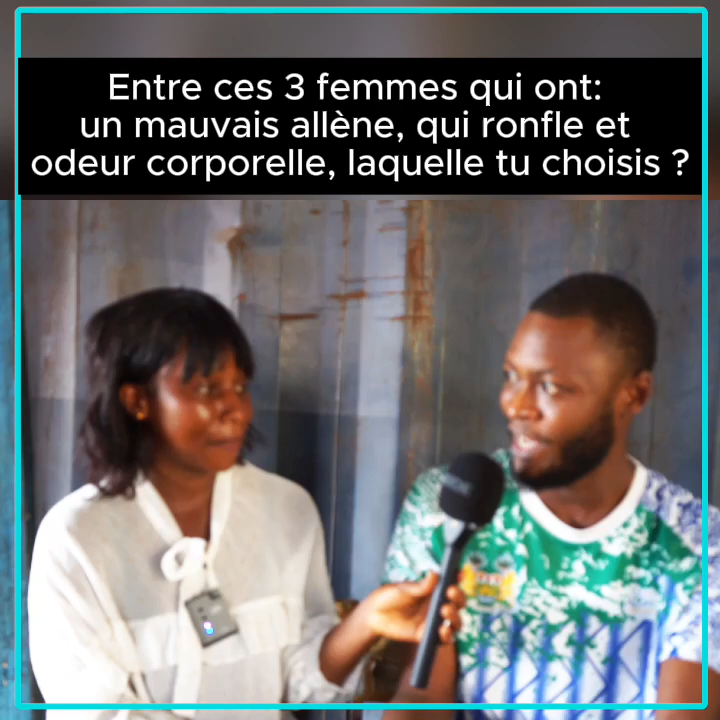 Entre ces 3 femmes qui ont:
un mauvais allène, qui ronfle et
odeur corporelle, laquelle tu choisis ?